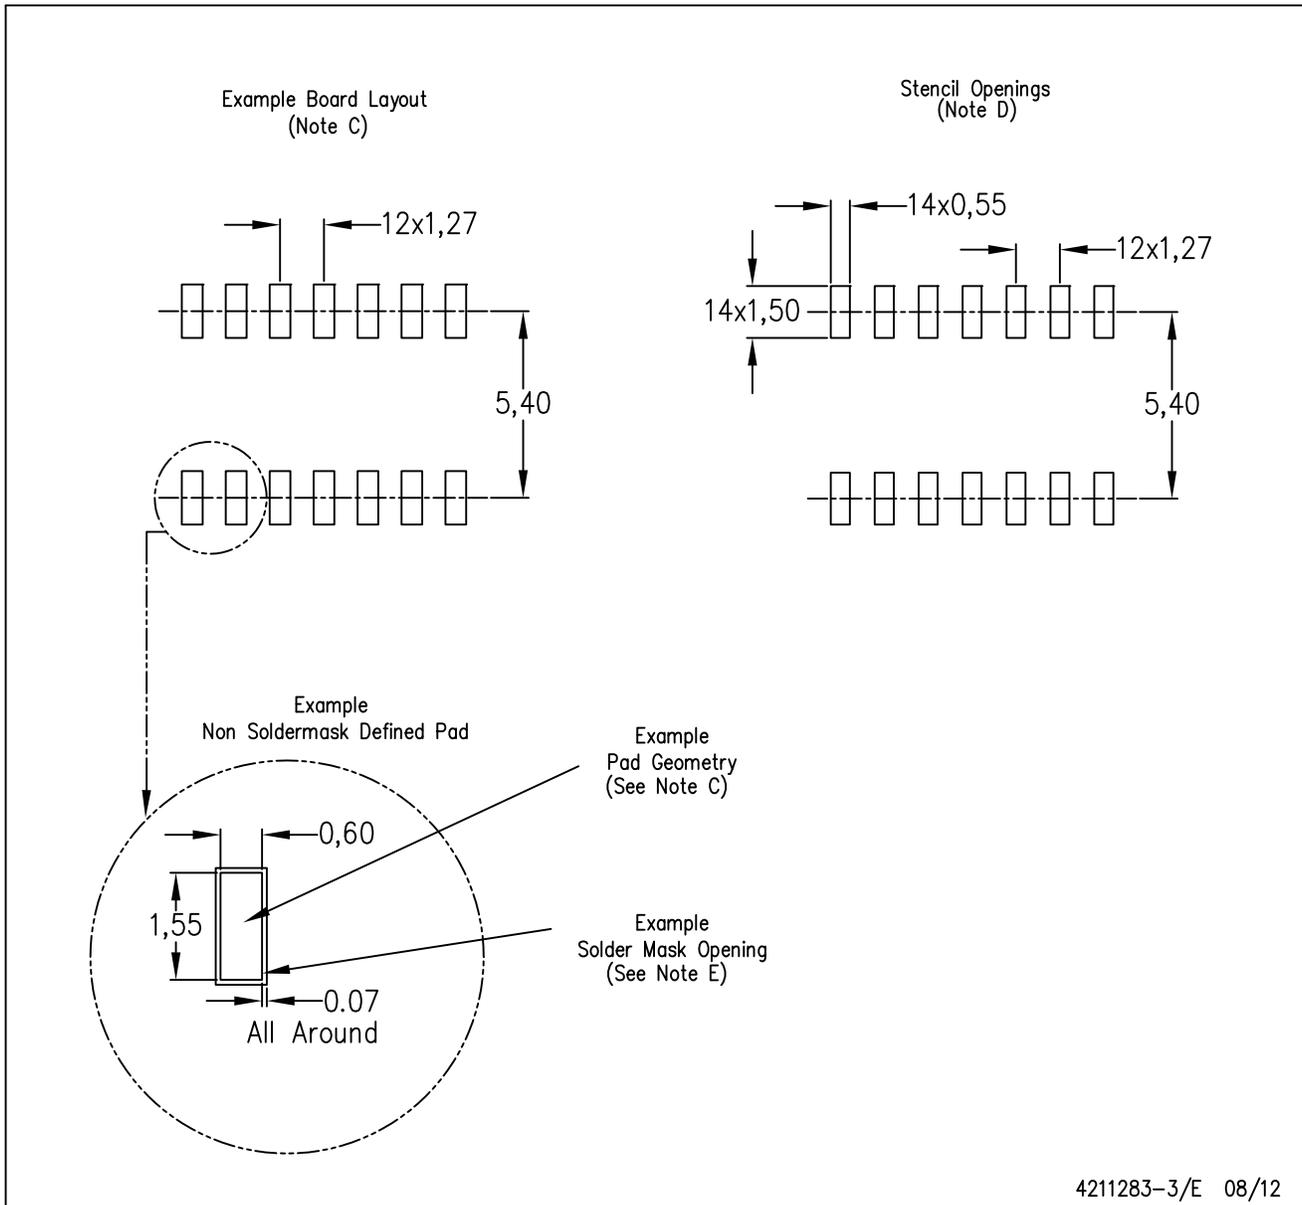 Example Board Layout
(Note C)
Stencil Openings
(Note D)
12x1,27
14x0,55
12x1,27
14x1,50
5,40
5,40
Example
Non Soldermask Defined Pad
Example
Pad Geometry
(See Note C)
0,60
1,55
Example
Solder Mask Opening
(See Note E)
0.07
All Around
4211283-3/E 08/12